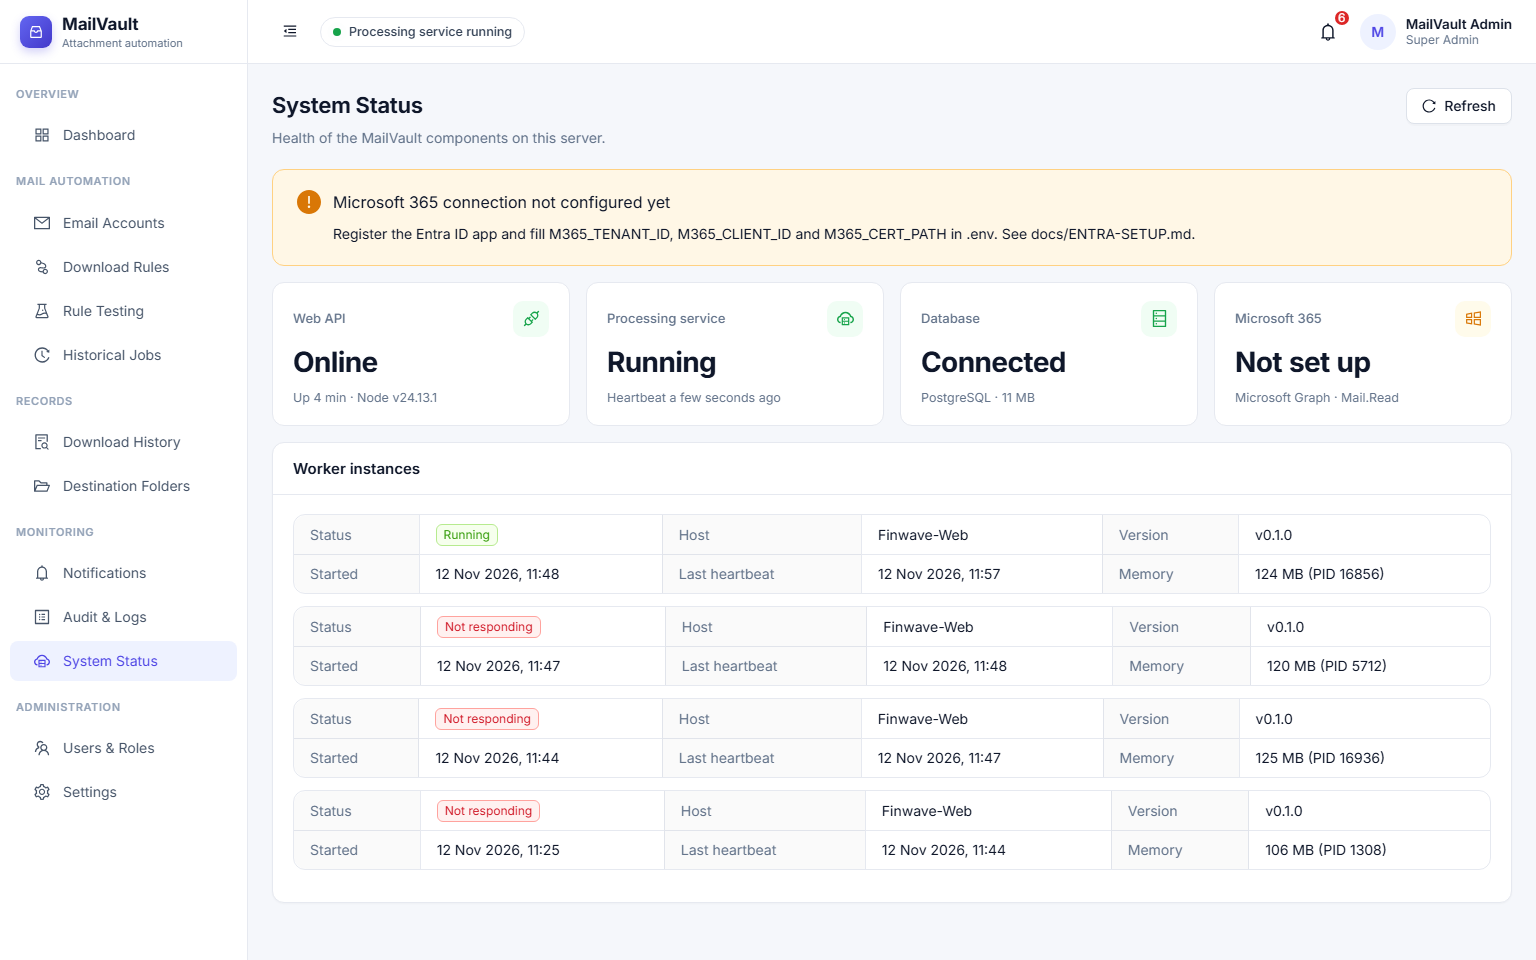 MailVault
Attachment automation
Processing service running
6
M
MailVault Admin
Super Admin
OVERVIEW
Dashboard
MAIL AUTOMATION
Email Accounts
Download Rules
Rule Testing
Historical Jobs
RECORDS
Download History
Destination Folders
MONITORING
Notifications
Audit & Logs
System Status
ADMINISTRATION
Users & Roles
Settings
System Status
Health of the MailVault components on this server.
Refresh
Microsoft 365 connection not configured yet
Register the Entra ID app and fill M365_TENANT_ID, M365_CLIENT_ID and M365_CERT_PATH in .env. See docs/ENTRA-SETUP.md.
Web API
Online
Up 4 min · Node v24.13.1
Processing service
Running
Heartbeat a few seconds ago
Database
Connected
PostgreSQL · 11 MB
Microsoft 365
Not set up
Microsoft Graph · Mail.Read
Worker instances
Status Running Host Finwave-Web Version v0.1.0
Started 12 Nov 2026, 11:48 Last heartbeat 12 Nov 2026, 11:57 Memory 124 MB (PID 16856)
Status Not responding Host Finwave-Web Version v0.1.0
Started 12 Nov 2026, 11:47 Last heartbeat 12 Nov 2026, 11:48 Memory 120 MB (PID 5712)
Status Not responding Host Finwave-Web Version v0.1.0
Started 12 Nov 2026, 11:44 Last heartbeat 12 Nov 2026, 11:47 Memory 125 MB (PID 16936)
Status Not responding Host Finwave-Web Version v0.1.0
Started 12 Nov 2026, 11:25 Last heartbeat 12 Nov 2026, 11:44 Memory 106 MB (PID 1308)